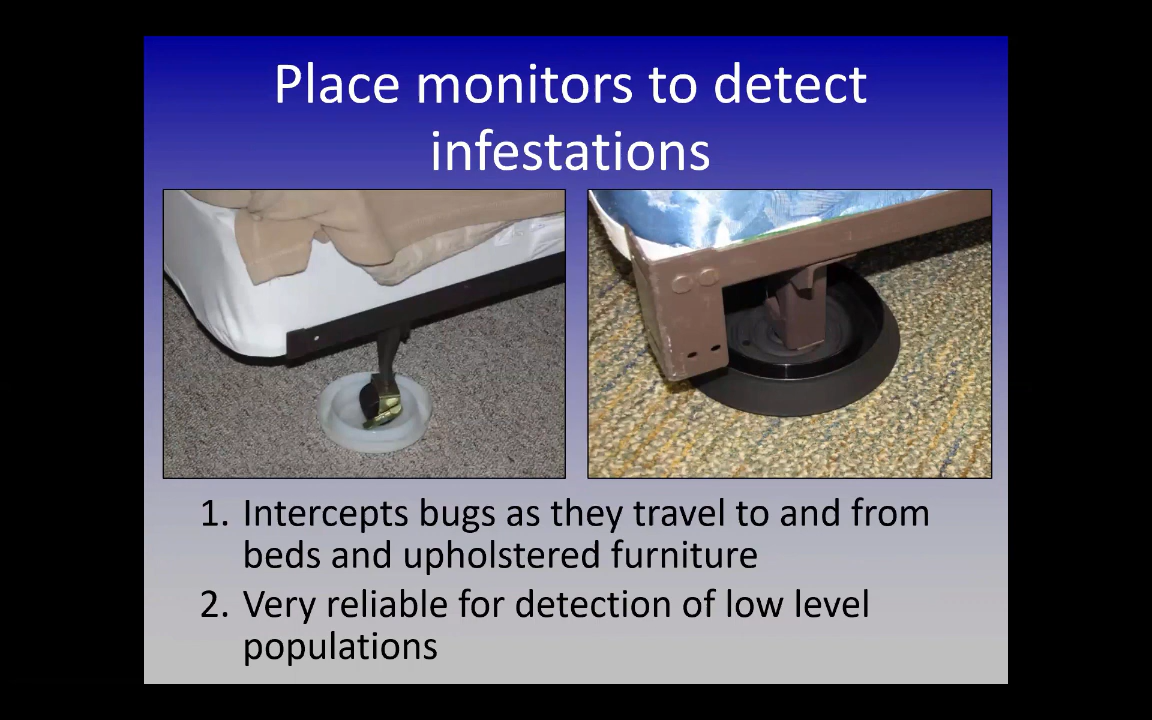 Place monitors to detect
infestations
1. Intercepts bugs as they travel to and from
beds and upholstered furniture
2. Very reliable for detection of low level
populations